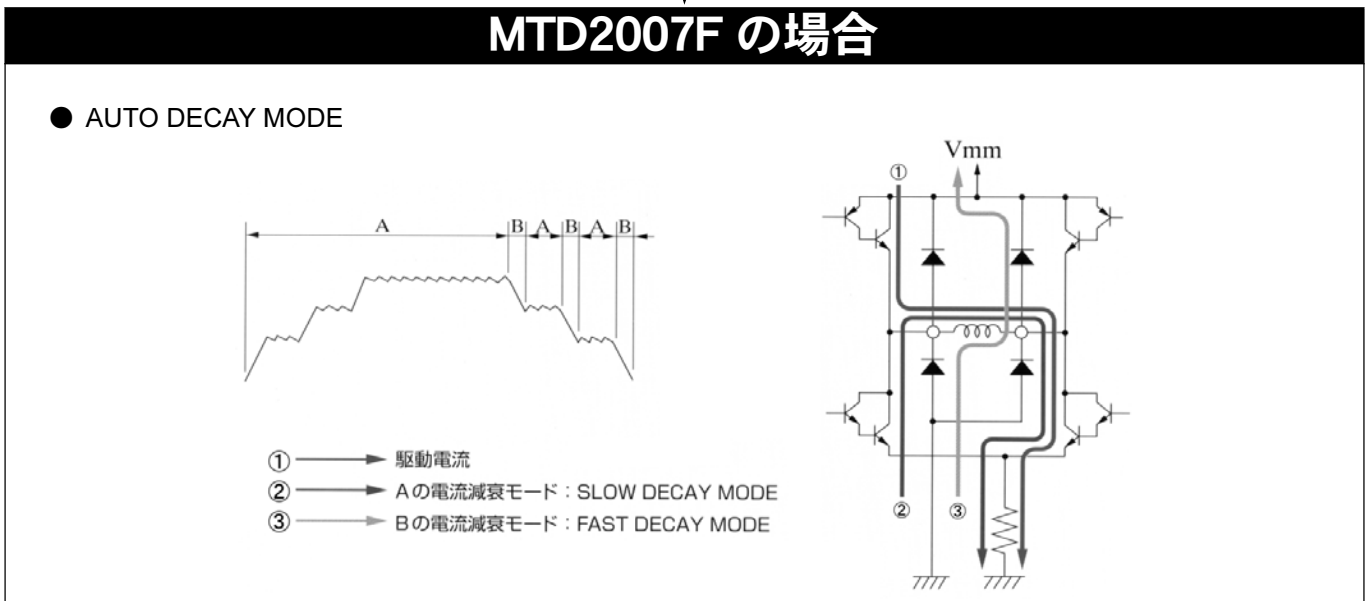 MTD2007F の場合
● AUTO DECAY MODE
A
B
A
B
A
B
① 駆動電流
② Aの電流減衰モード：SLOW DECAY MODE
③ Bの電流減衰モード：FAST DECAY MODE
Vmm
①
②
③